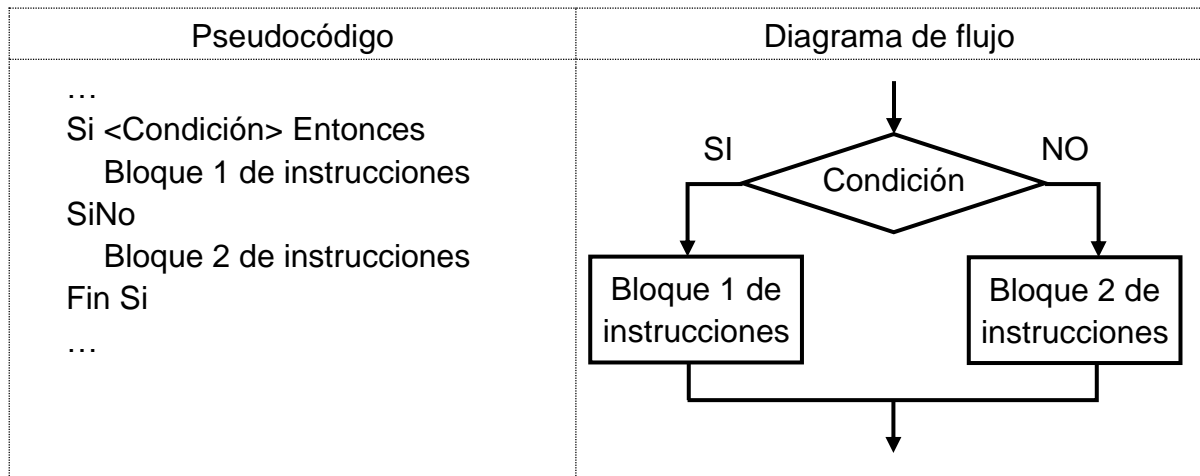 Pseudocódigo
Diagrama de flujo
…
Si <Condición> Entonces
Bloque 1 de instrucciones
SiNo
Bloque 2 de instrucciones
Fin Si
…
SI
NO
Condición
Bloque 1 de
instrucciones
Bloque 2 de
instrucciones